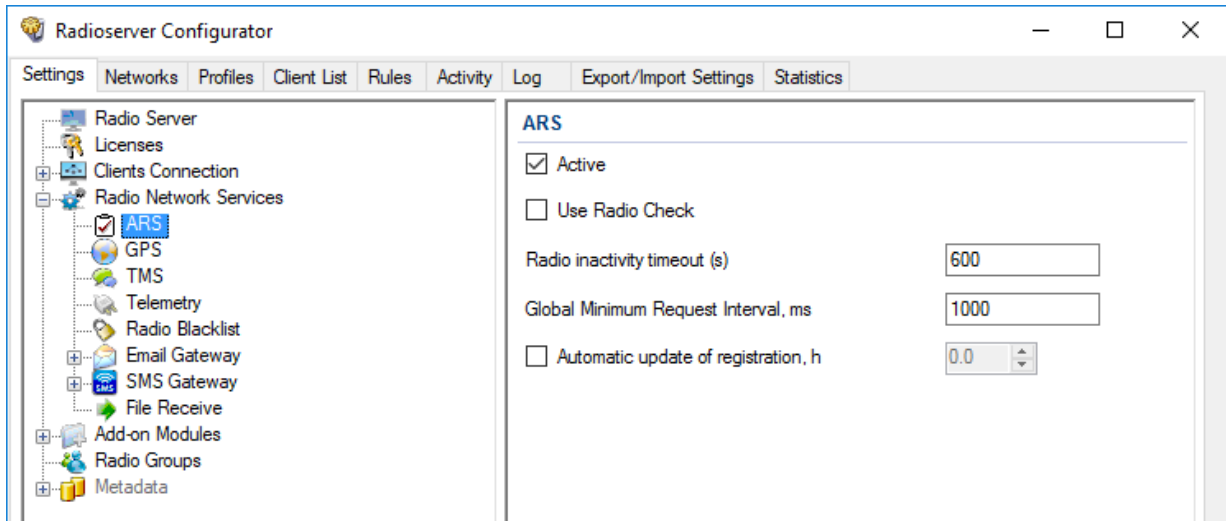 Radioserver Configurator
Settings Networks Profiles Client List Rules Activity Log Export/Import Settings Statistics
Radio Server
Licenses
Clients Connection
Radio Network Services
ARS
GPS
TMS
Telemetry
Radio Blacklist
Email Gateway
SMS Gateway
File Receive
Add-on Modules
Radio Groups
Metadata
ARS
Active
Use Radio Check
Radio inactivity timeout (s) 600
Global Minimum Request Interval, ms 1000
Automatic update of registration, h 0.0